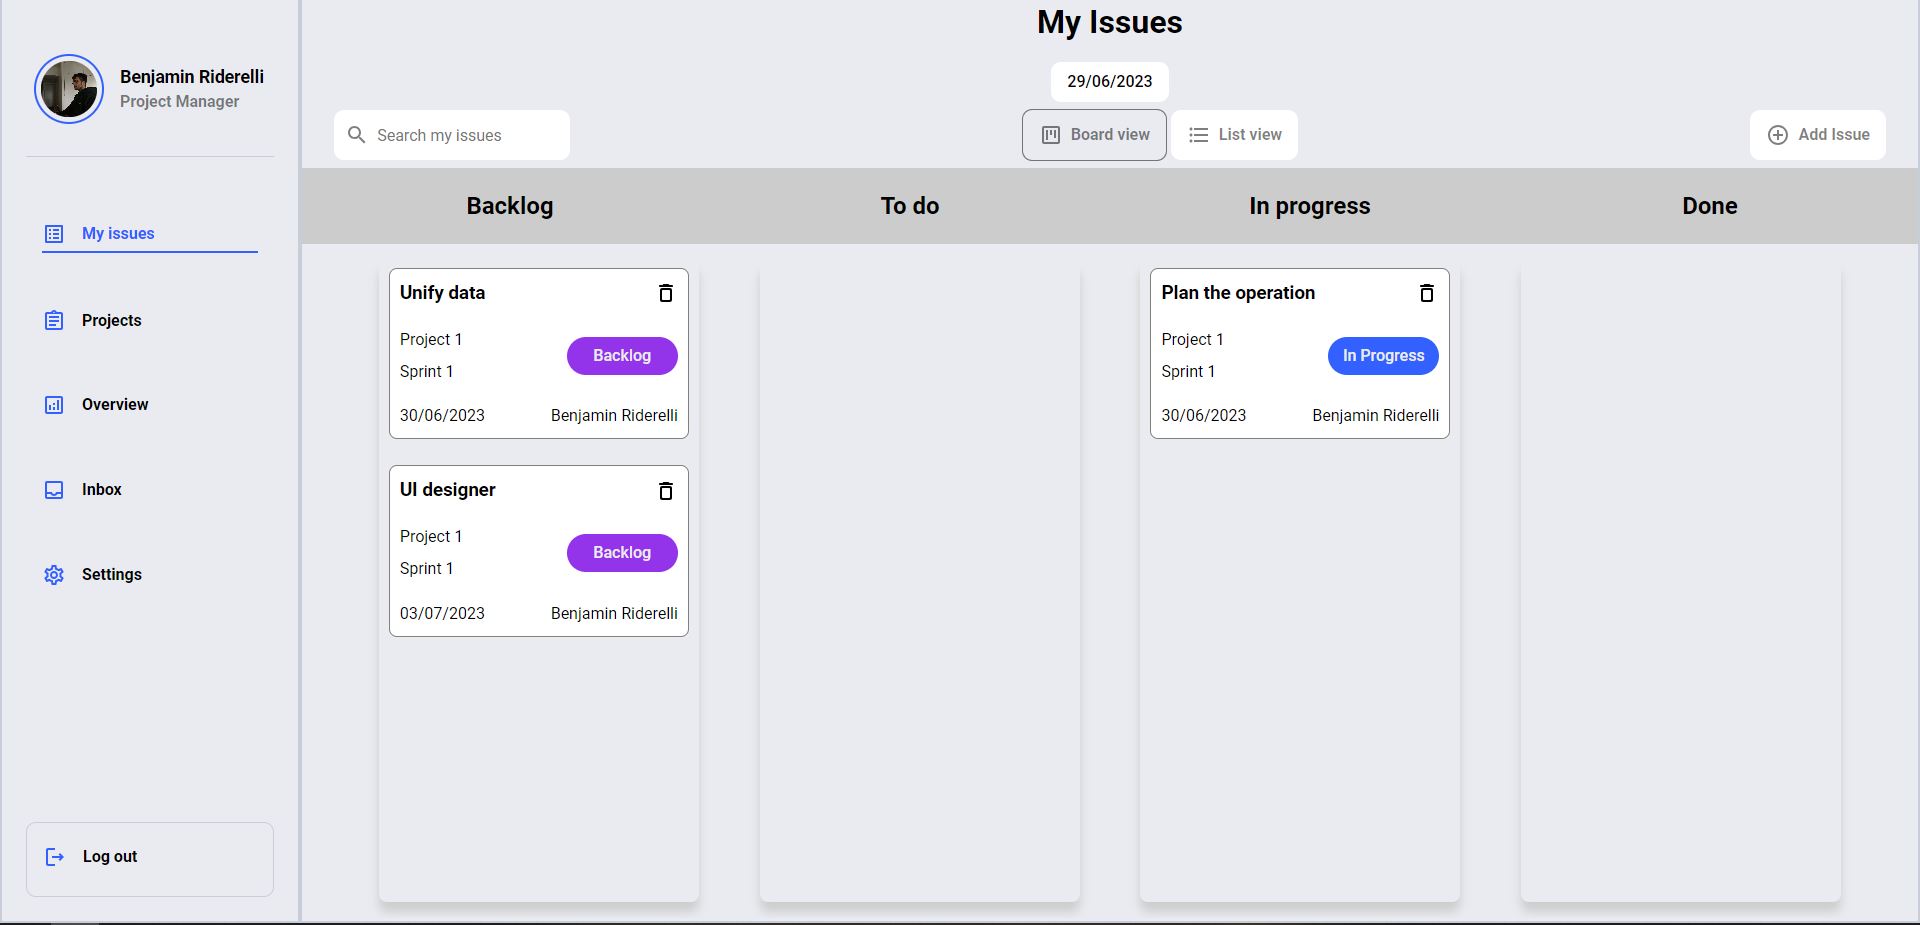 Benjamin Riderelli
Project Manager
My issues
Projects
Overview
Inbox
Settings
Log out
My Issues
29/06/2023
Search my issues
Board view
List view
Add Issue
Backlog
To do
In progress
Done
Unify data
Project 1
Sprint 1
Backlog
30/06/2023 Benjamin Riderelli
UI designer
Project 1
Sprint 1
Backlog
03/07/2023 Benjamin Riderelli
Plan the operation
Project 1
Sprint 1
In Progress
30/06/2023 Benjamin Riderelli